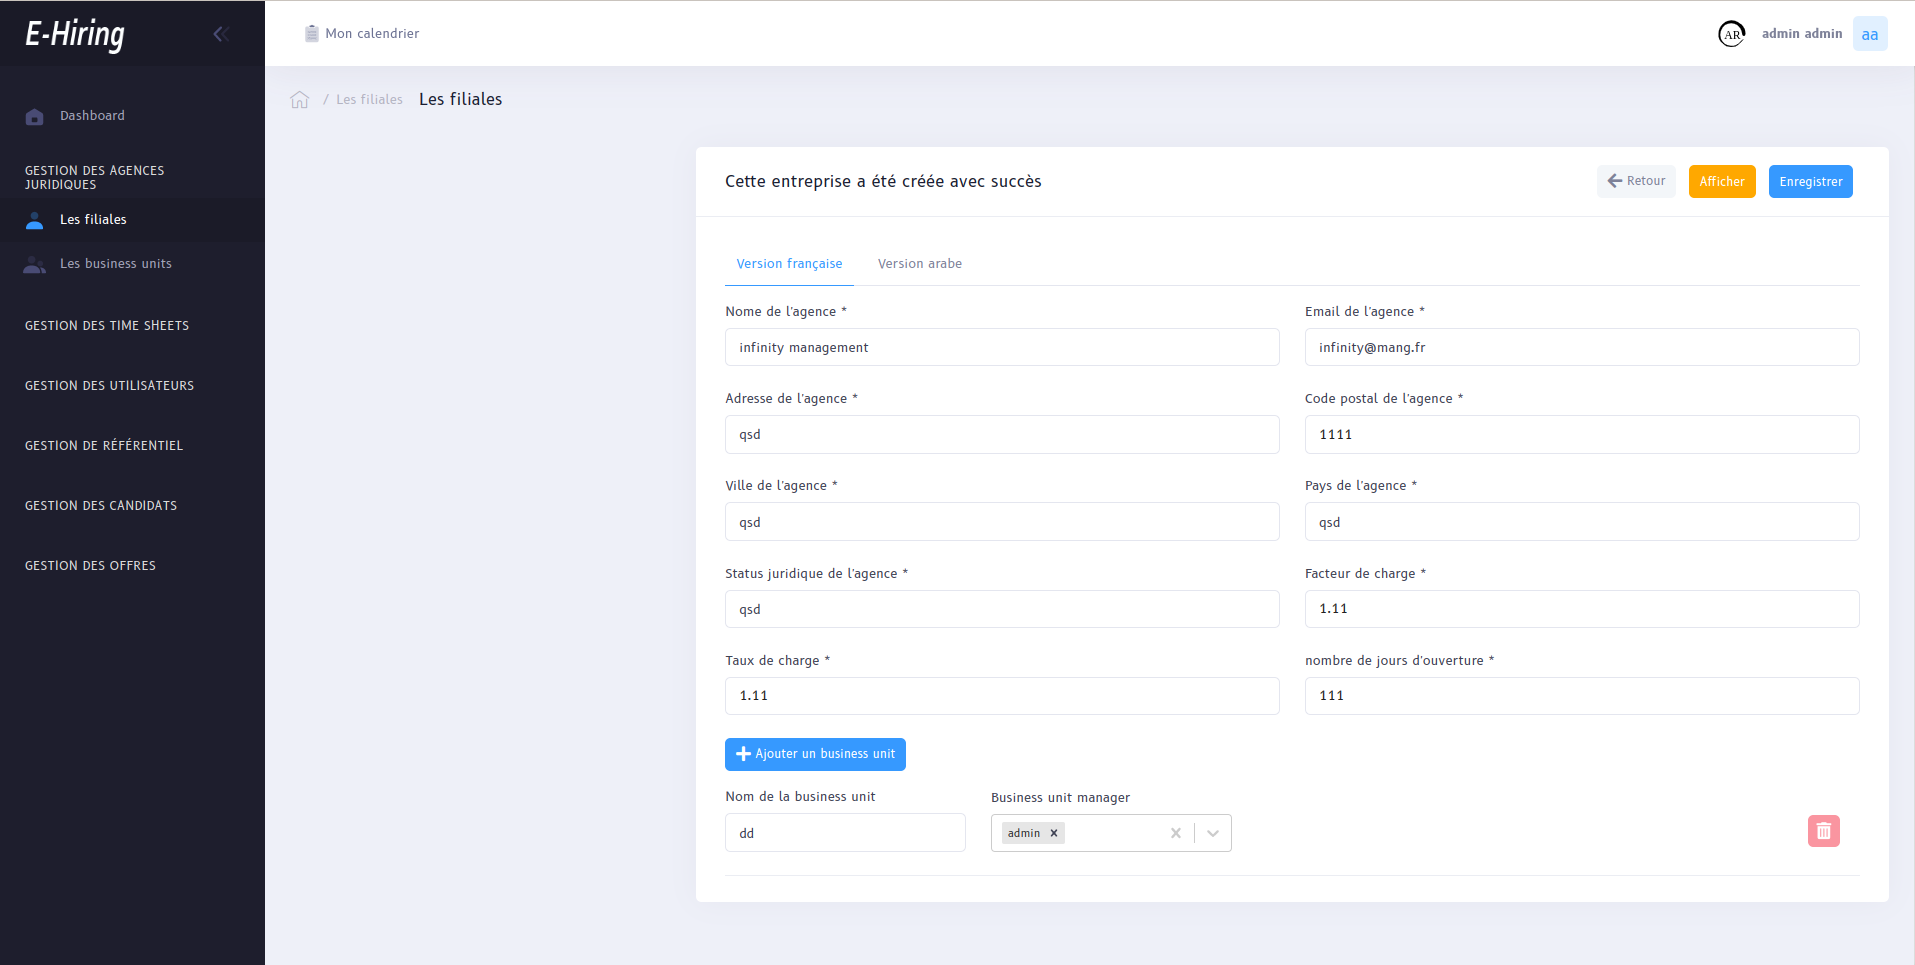 E-Hiring
Mon calendrier
AR
admin admin
aa
/ Les filiales Les filiales
Dashboard
GESTION DES AGENCES
JURIDIQUES
Les filiales
Les business units
GESTION DES TIME SHEETS
GESTION DES UTILISATEURS
GESTION DE RÉFÉRENTIEL
GESTION DES CANDIDATS
GESTION DES OFFRES
Cette entreprise a été créée avec succès
Retour
Afficher
Enregistrer
Version française
Version arabe
Nome de l'agence *
Email de l'agence *
infinity management
infinity@mang.fr
Adresse de l'agence *
Code postal de l'agence *
qsd
1111
Ville de l'agence *
Pays de l'agence *
qsd
qsd
Status juridique de l'agence *
Facteur de charge *
qsd
1.11
Taux de charge *
nombre de jours d'ouverture *
1.11
111
Ajouter un business unit
Nom de la business unit
Business unit manager
dd
admin